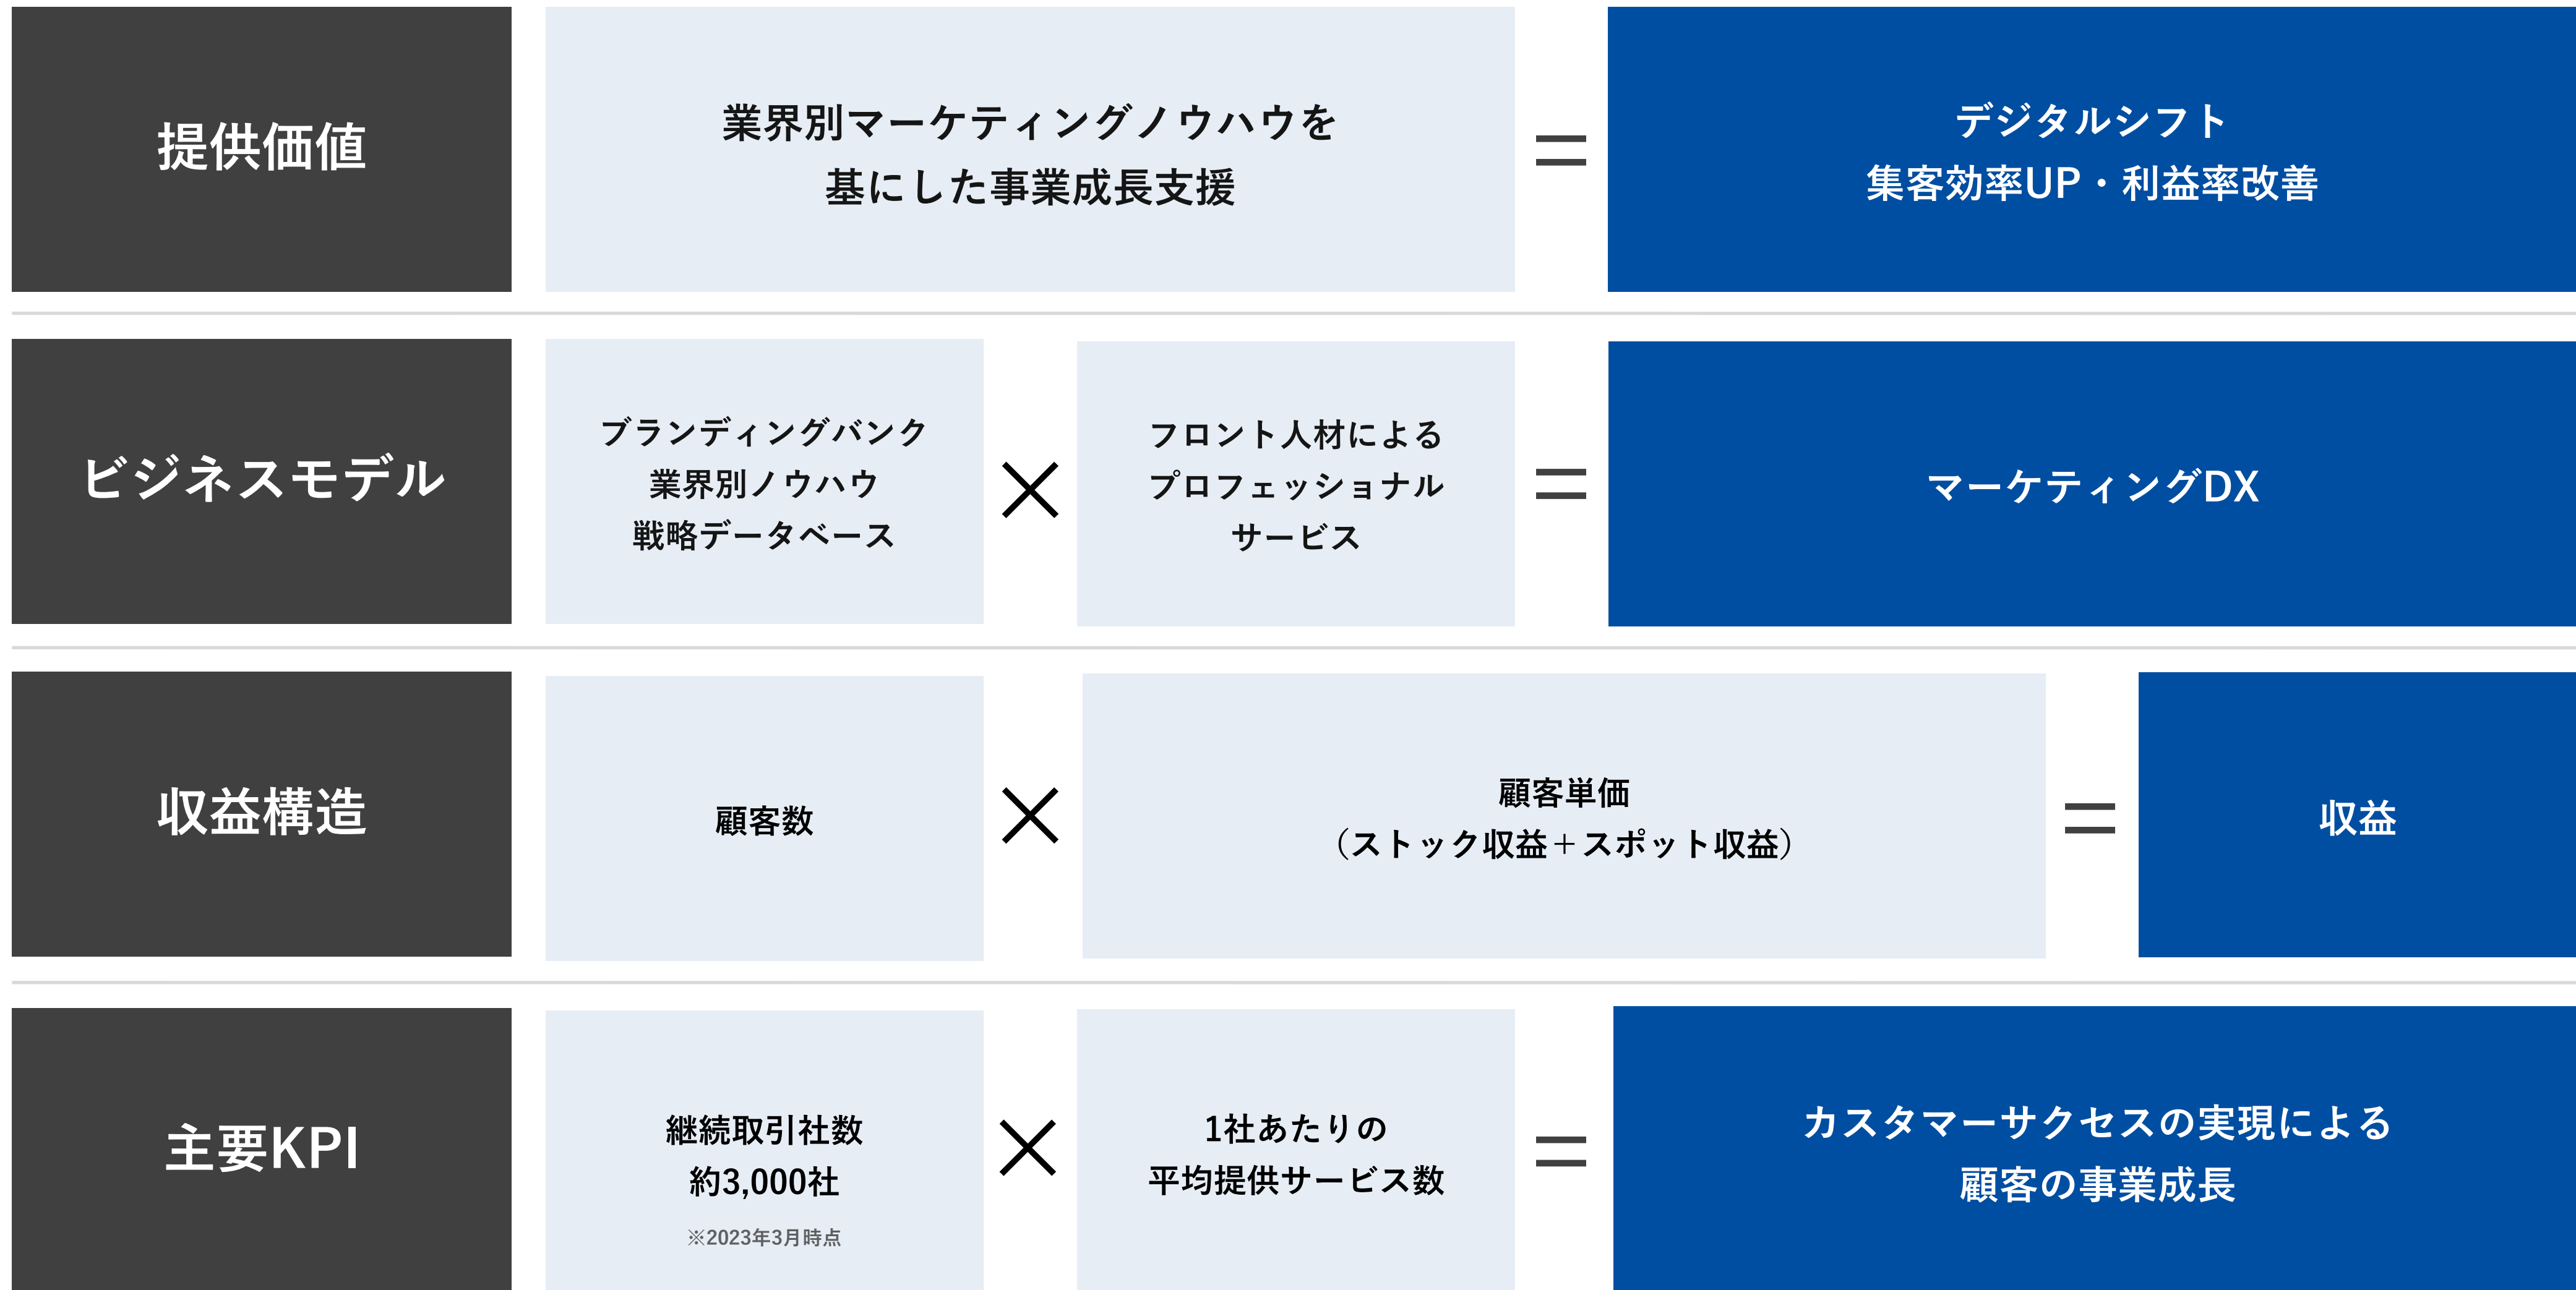 提供価値
業界別マーケティングノウハウを
基にした事業成長支援
＝
デジタルシフト
集客効率UP・利益率改善
ビジネスモデル
ブランディングバンク
業界別ノウハウ
戦略データベース
×
フロント人材による
プロフェッショナル
サービス
＝
マーケティングDX
収益構造
顧客数
×
顧客単価
（ストック収益＋スポット収益）
＝
収益
主要KPI
継続取引社数
約3,000社
※2023年3月時点
×
1社あたりの
平均提供サービス数
＝
カスタマーサクセスの実現による
顧客の事業成長